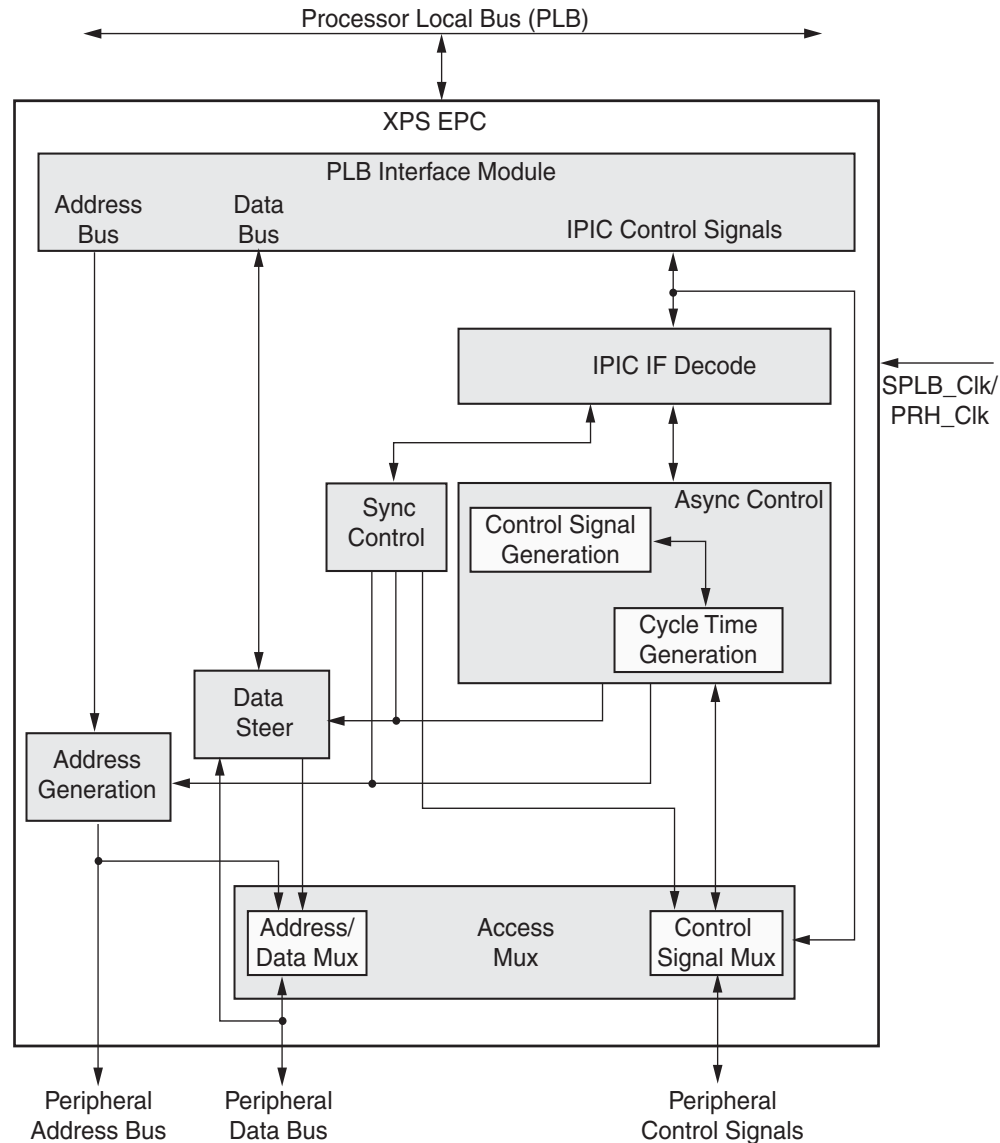 Processor Local Bus (PLB)
XPS EPC
PLB Interface Module
Address
Bus
Data
Bus
IPIC Control Signals
IPIC IF Decode
SPLB_Clk/
PRH_Clk
Sync
Control
Async Control
Control Signal
Generation
Cycle Time
Generation
Data
Steer
Address
Generation
Address/
Data Mux
Access
Mux
Control
Signal Mux
Peripheral
Address Bus
Peripheral
Data Bus
Peripheral
Control Signals